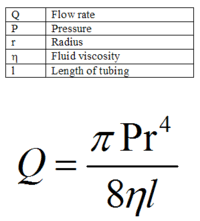 Q Flow rate
P Pressure
r Radius
η Fluid viscosity
l Length of tubing
Q = π Pr⁴ / 8ηl